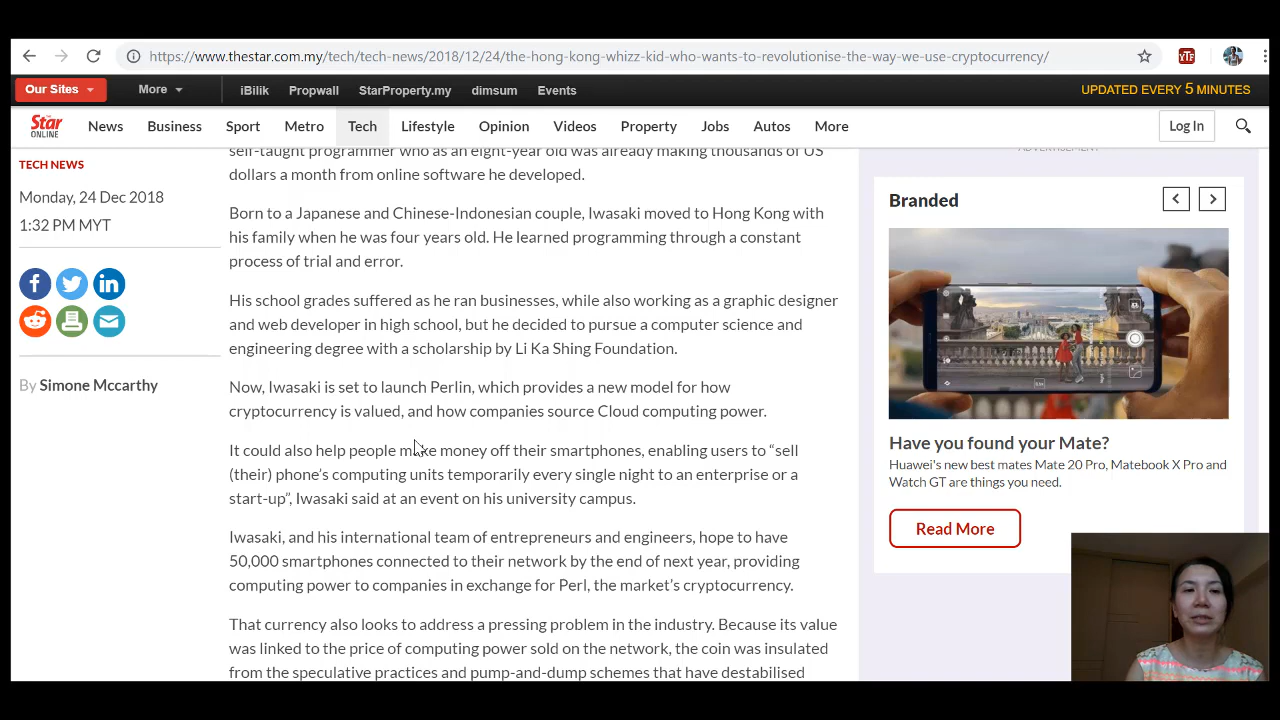 https://www.thestar.com.my/tech/tech-news/2018/12/24/the-hong-kong-whizz-kid-who-wants-to-revolutionise-the-way-we-use-cryptocurrency/
YTF
Our Sites
More
iBilik
Propwall
StarProperty.my
dimsum
Events
UPDATED EVERY 5 MINUTES
The Star ONLINE
News
Business
Sport
Metro
Tech
Lifestyle
Opinion
Videos
Property
Jobs
Autos
More
Log In
TECH NEWS
Monday, 24 Dec 2018
1:32 PM MYT
By Simone Mccarthy
self-taught programmer who as an eight-year old was already making thousands of US
dollars a month from online software he developed.
Born to a Japanese and Chinese-Indonesian couple, Iwasaki moved to Hong Kong with
his family when he was four years old. He learned programming through a constant
process of trial and error.
His school grades suffered as he ran businesses, while also working as a graphic designer
and web developer in high school, but he decided to pursue a computer science and
engineering degree with a scholarship by Li Ka Shing Foundation.
Now, Iwasaki is set to launch Perlin, which provides a new model for how
cryptocurrency is valued, and how companies source Cloud computing power.
It could also help people make money off their smartphones, enabling users to “sell
(their) phone’s computing units temporarily every single night to an enterprise or a
start-up”, Iwasaki said at an event on his university campus.
Iwasaki, and his international team of entrepreneurs and engineers, hope to have
50,000 smartphones connected to their network by the end of next year, providing
computing power to companies in exchange for Perl, the market’s cryptocurrency.
That currency also looks to address a pressing problem in the industry. Because its value
was linked to the price of computing power sold on the network, the coin was insulated
from the speculative practices and pump-and-dump schemes that have destabilised
ADVERTISEMENT
Branded
Have you found your Mate?
Huawei's new best mates Mate 20 Pro, Matebook X Pro and
Watch GT are things you need.
Read More